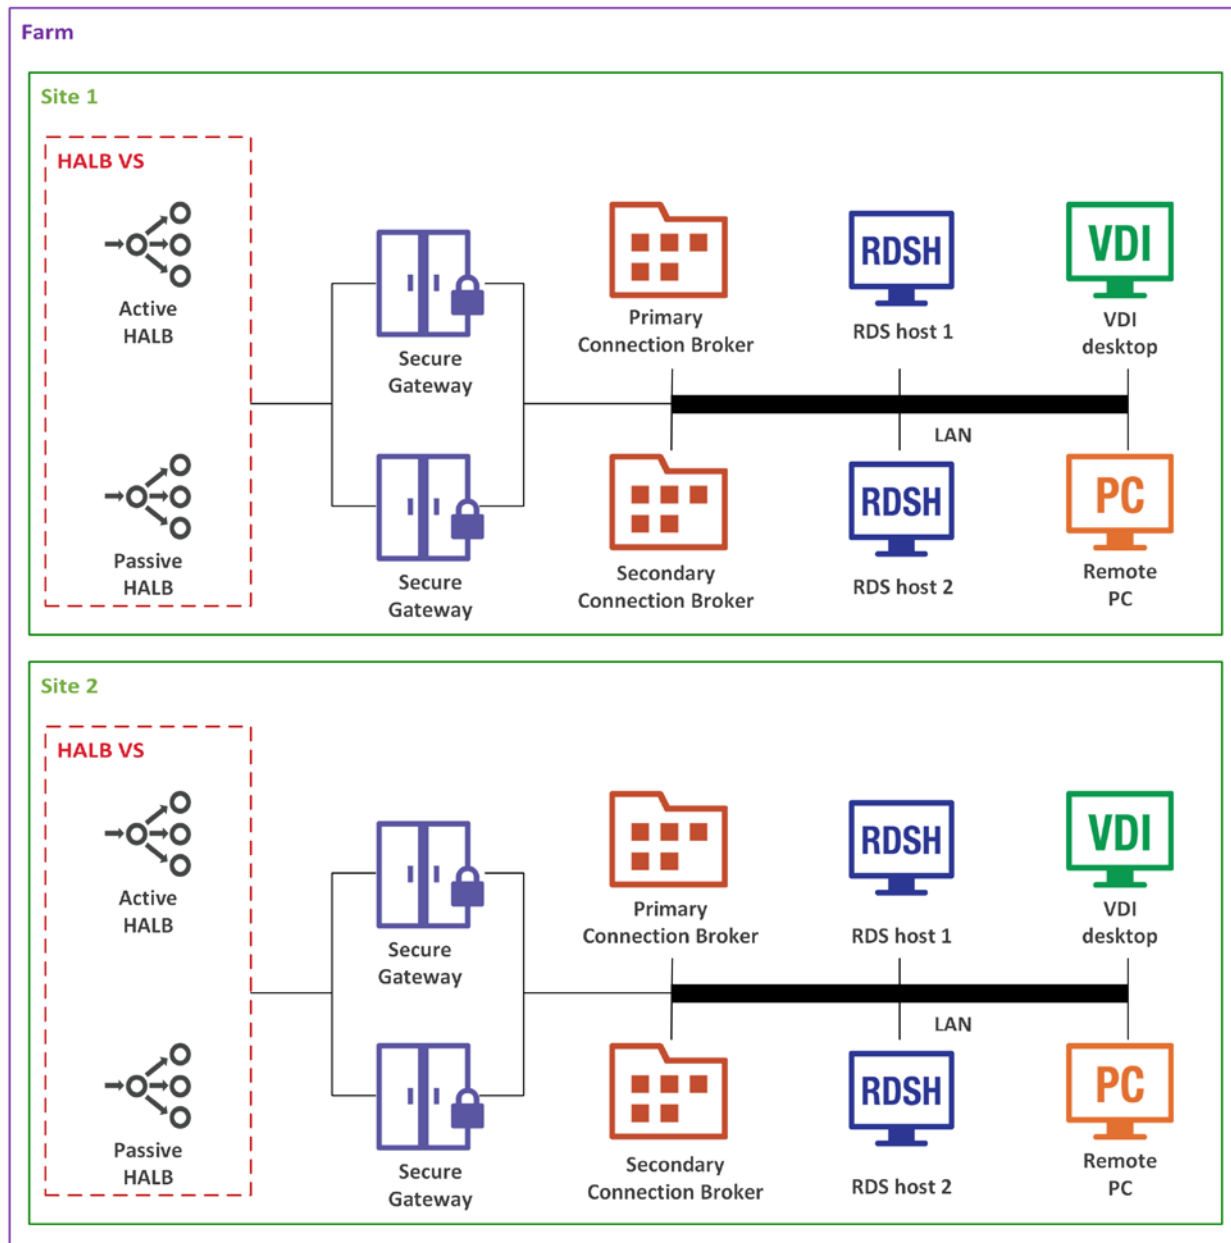 Farm
Site 1
HALB VS
Active
HALB
Passive
HALB
Secure
Gateway
Secure
Gateway
Primary
Connection Broker
Secondary
Connection Broker
RDSH
RDS host 1
LAN
RDSH
RDS host 2
VDI
VDI
desktop
PC
Remote
PC
Site 2
HALB VS
Active
HALB
Passive
HALB
Secure
Gateway
Secure
Gateway
Primary
Connection Broker
Secondary
Connection Broker
RDSH
RDS host 1
LAN
RDSH
RDS host 2
VDI
VDI
desktop
PC
Remote
PC